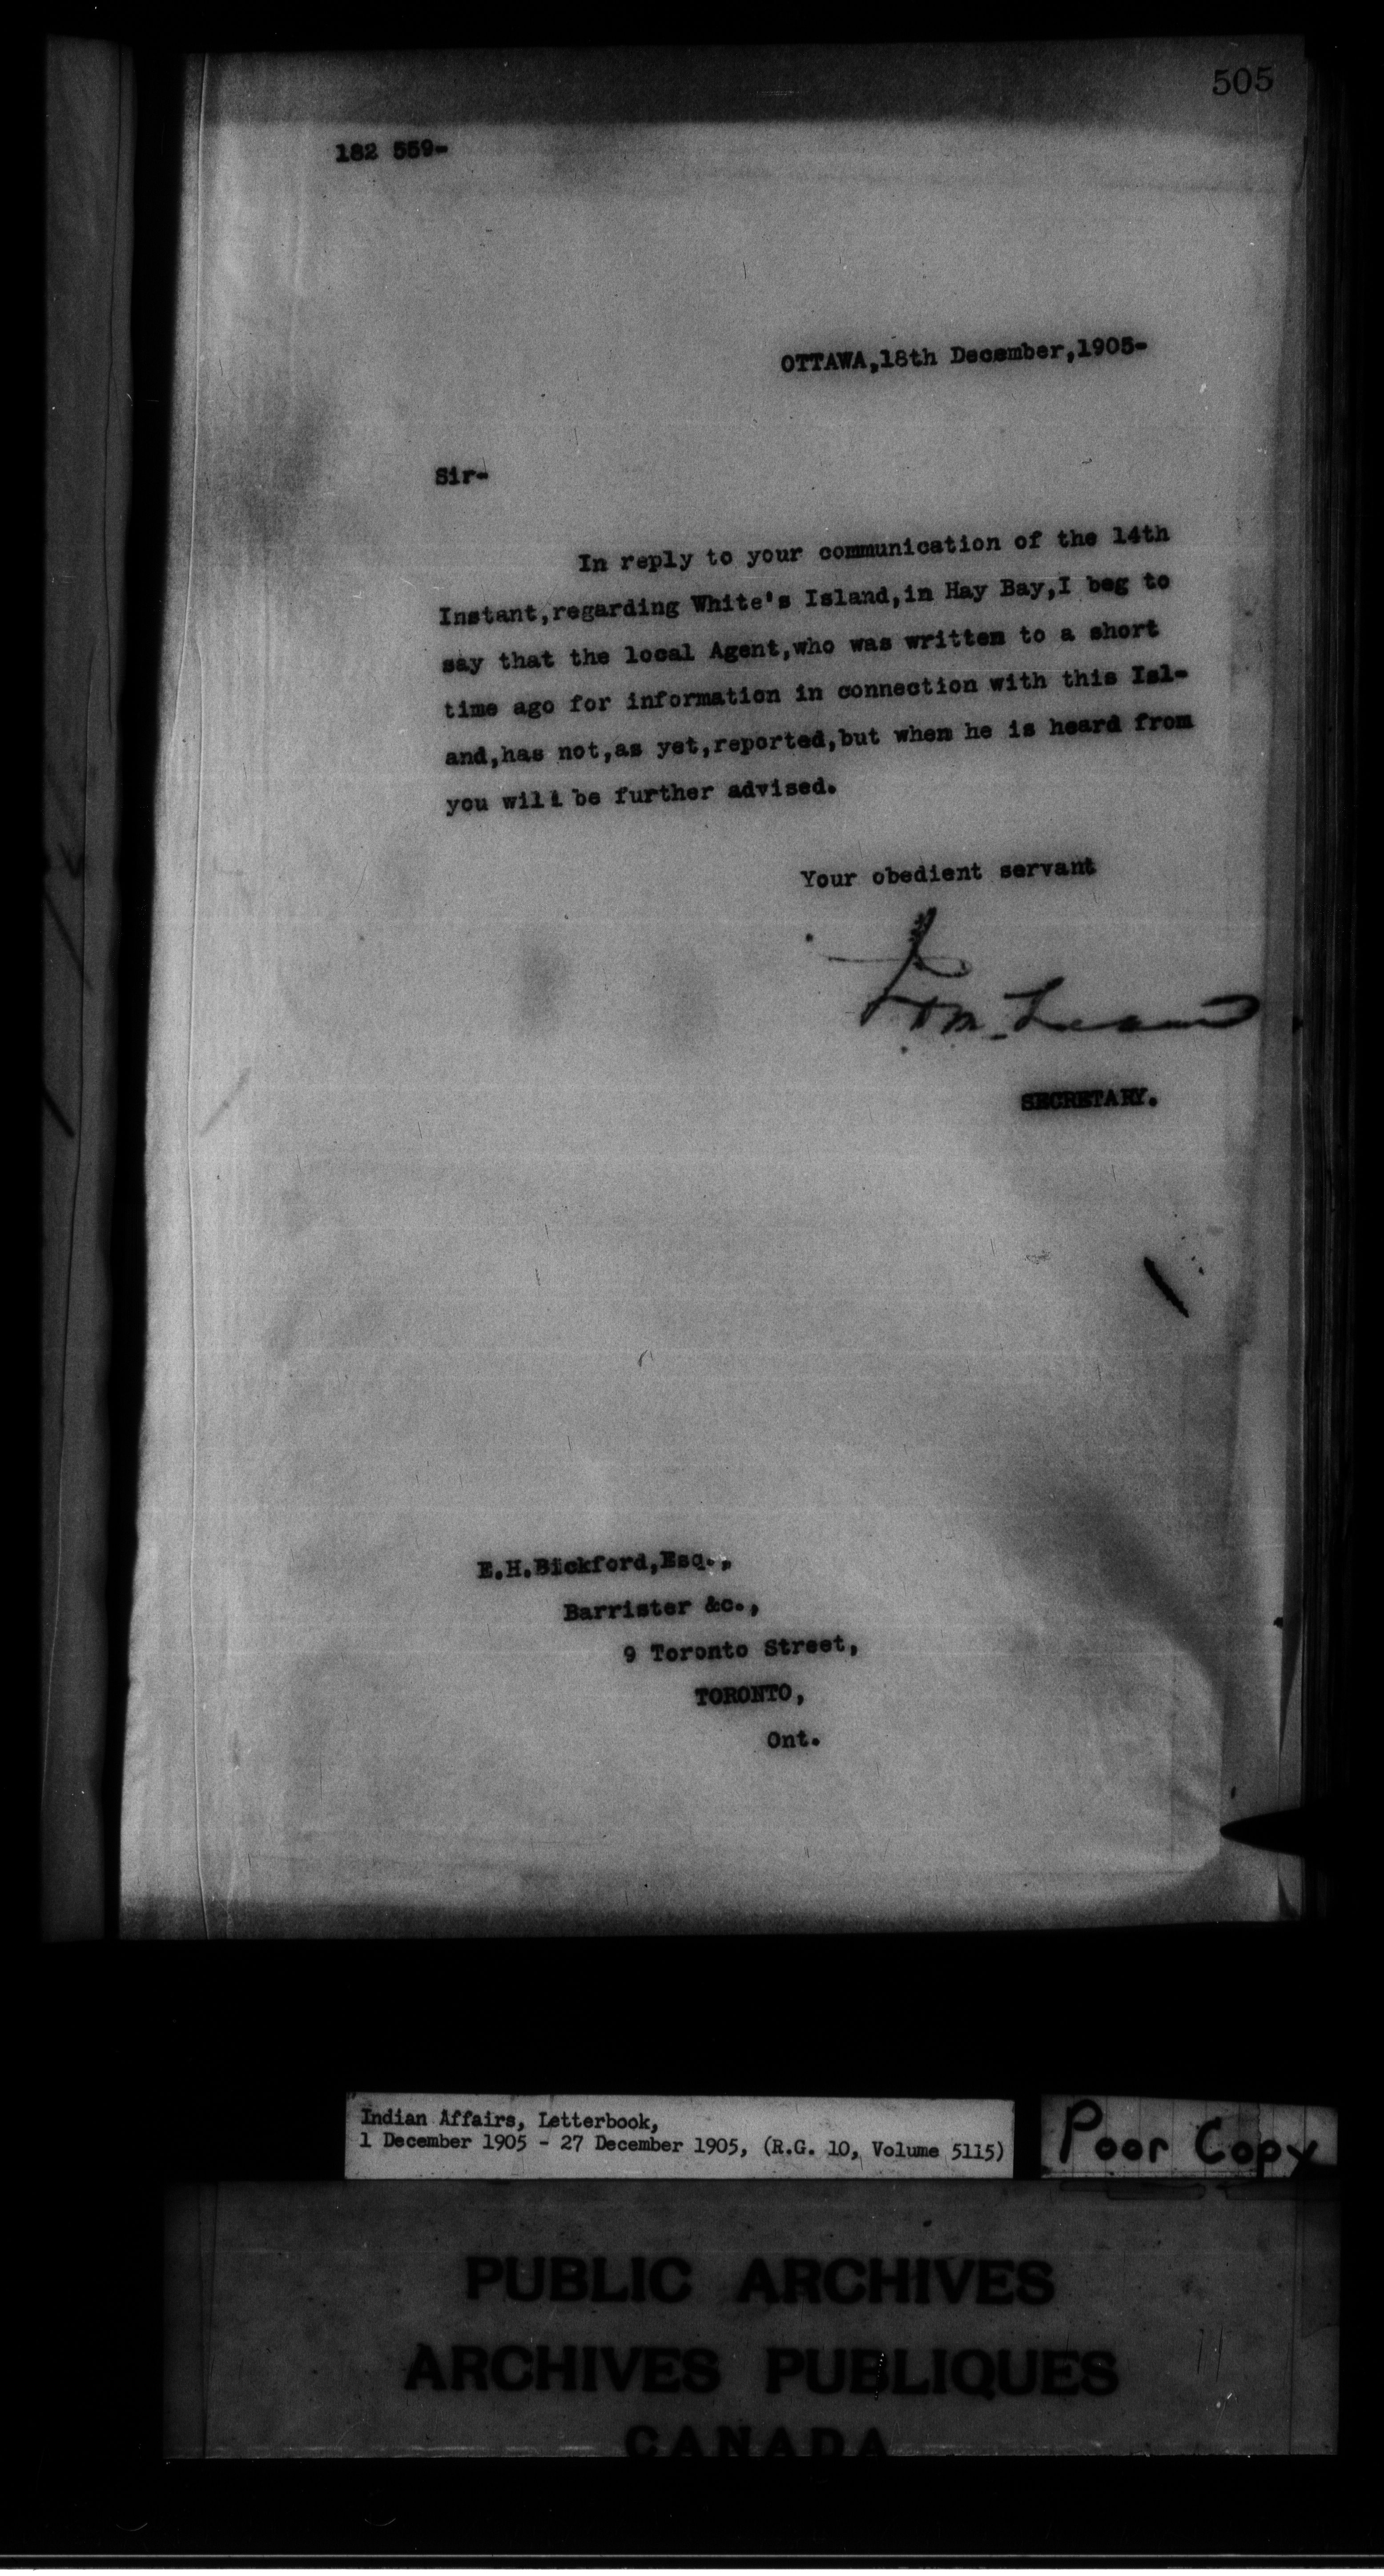 505
182 559-
OTTAWA,18th December,1905-
Sir-
In reply to your communication of the 14th
Instant,regarding White's Island,in Hay Bay,I beg to
say that the local Agent,who was written to a short
time ago for information in connection with this Isl-
and,has not,as yet,reported,but when he is heard from
you will be further advised.
Your obedient servant
SECRETARY.
E.H.Bickford,Esq.,
Barrister &c.,
9 Toronto Street,
TORONTO,
Ont.
Indian Affairs, Letterbook,
1 December 1905 - 27 December 1905, (R.G. 10, Volume 5115)
Poor Copy
PUBLIC ARCHIVES
ARCHIVES PUBLIQUES
CANADA